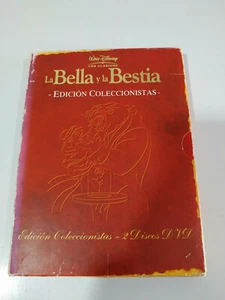 Walt Disney
LOS CLÁSICOS
La Bella y la Bestia
- EDICIÓN COLECCIONISTAS -
Edición Coleccionistas - 2 Discos DVD